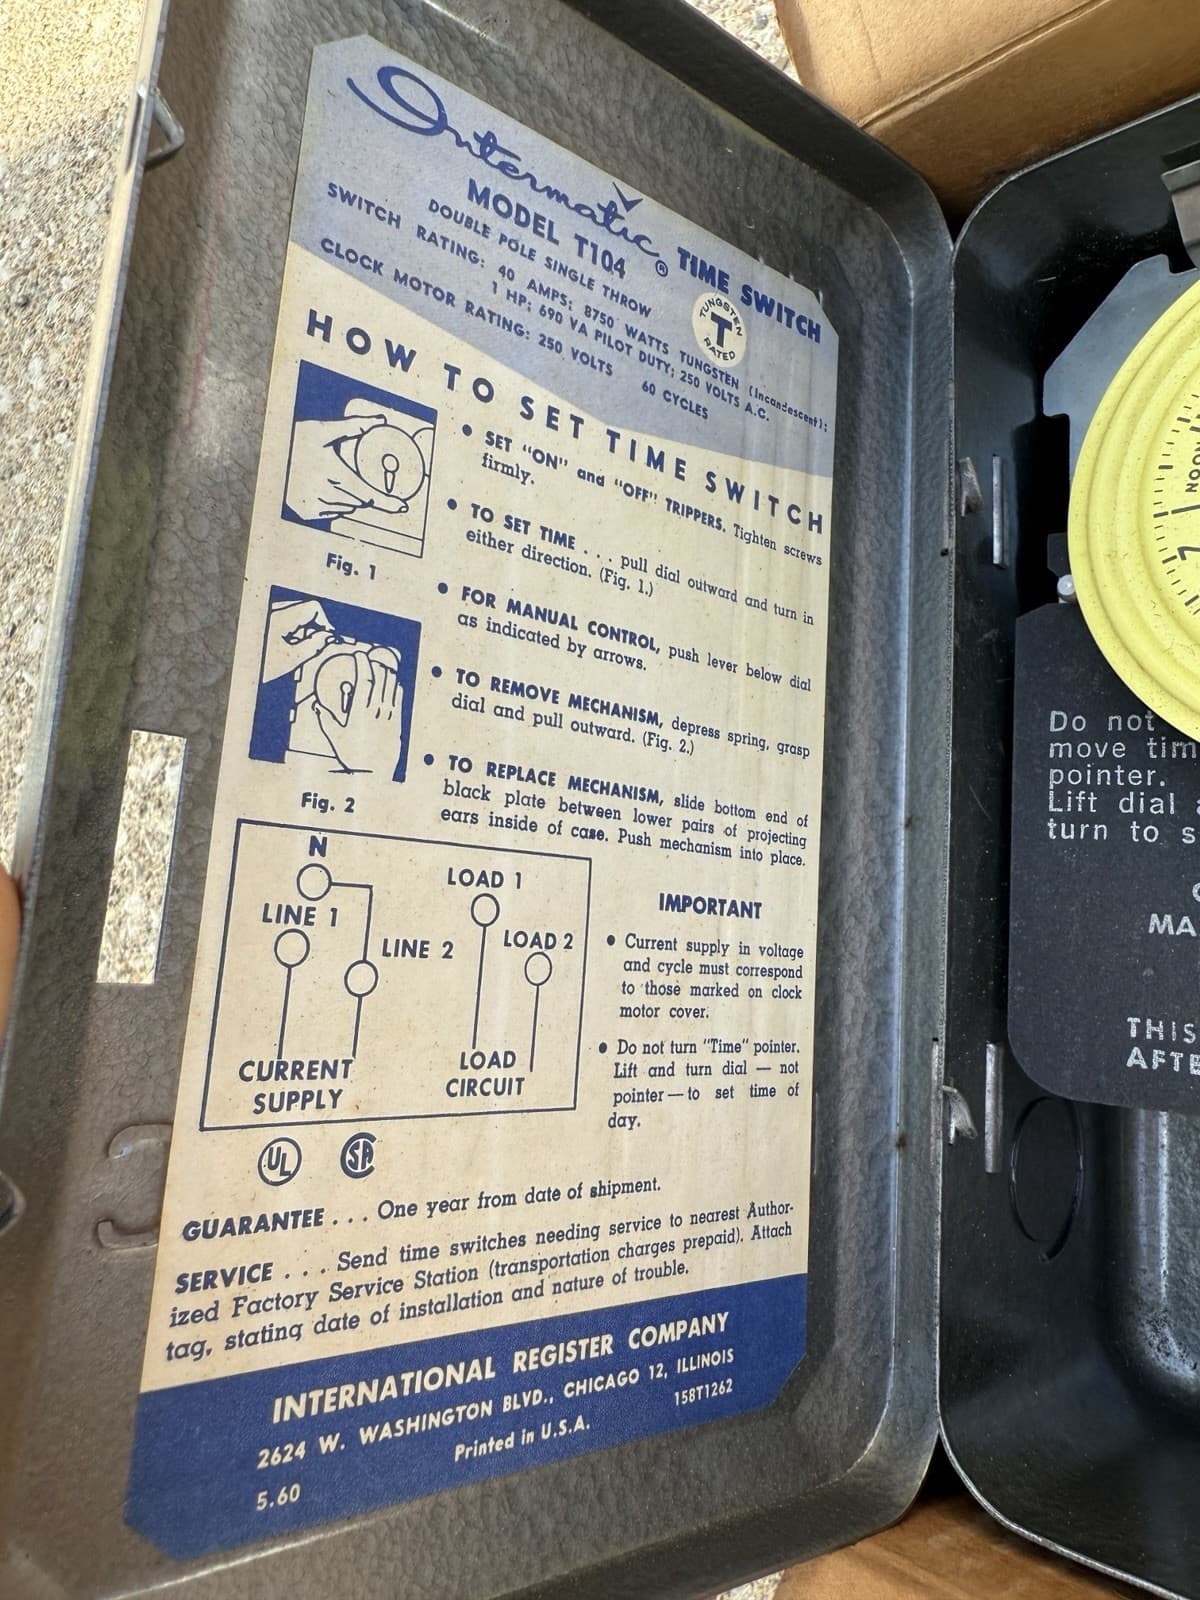 Intermatic® TIME SWITCH
MODEL T104
DOUBLE POLE SINGLE THROW
SWITCH RATING: 40 AMPS; 8750 WATTS TUNGSTEN (Incandescent);
1 HP; 690 VA PILOT DUTY; 250 VOLTS A.C.
CLOCK MOTOR RATING: 250 VOLTS 60 CYCLES
TUNGSTEN
T
RATED
HOW TO SET TIME SWITCH
• SET "ON" and "OFF" TRIPPERS. Tighten screws
firmly.
• TO SET TIME . . . pull dial outward and turn in
either direction. (Fig. 1.)
Fig. 1
• FOR MANUAL CONTROL, push lever below dial
as indicated by arrows.
• TO REMOVE MECHANISM, depress spring, grasp
dial and pull outward. (Fig. 2.)
• TO REPLACE MECHANISM, slide bottom end of
black plate between lower pairs of projecting
ears inside of case. Push mechanism into place.
Fig. 2
N
LINE 1
LINE 2
LOAD 1
LOAD 2
CURRENT
SUPPLY
LOAD
CIRCUIT
IMPORTANT
• Current supply in voltage
and cycle must correspond
to those marked on clock
motor cover.
• Do not turn "Time" pointer.
Lift and turn dial — not
pointer — to set time of
day.
UL
SA
GUARANTEE . . . One year from date of shipment.
SERVICE . . . Send time switches needing service to nearest Author-
ized Factory Service Station (transportation charges prepaid). Attach
tag, stating date of installation and nature of trouble.
INTERNATIONAL REGISTER COMPANY
2624 W. WASHINGTON BLVD., CHICAGO 12, ILLINOIS
Printed in U.S.A.
158T1262
5.60
NOON
Do not
move tim
pointer.
Lift dial
turn to s
MA
THIS
AFTE